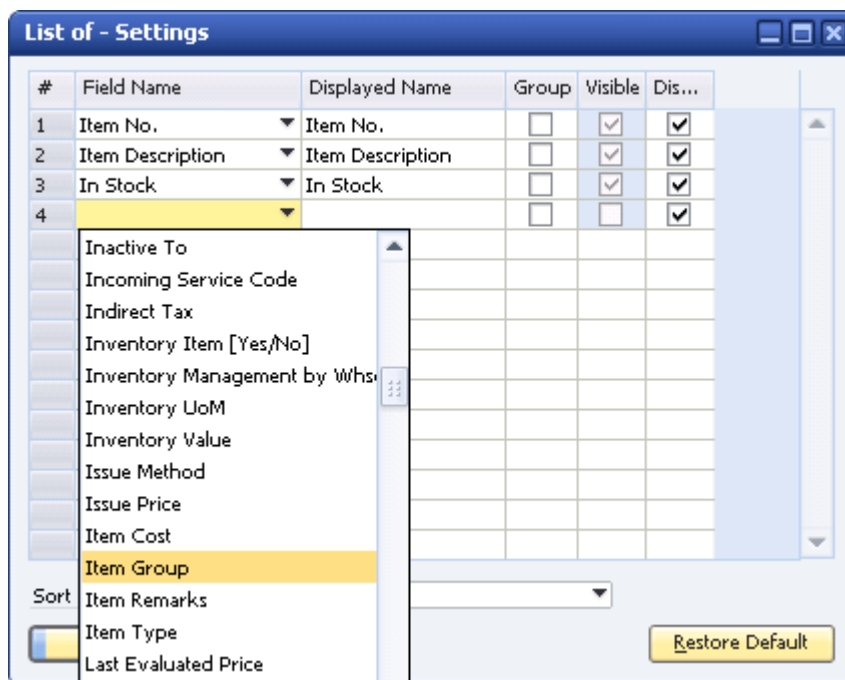 List of - Settings
# Field Name Displayed Name Group Visible Dis...
1 Item No. Item No.
2 Item Description Item Description
3 In Stock In Stock
4
Inactive To
Incoming Service Code
Indirect Tax
Inventory Item [Yes/No]
Inventory Management by Whs
Inventory UoM
Inventory Value
Issue Method
Issue Price
Item Cost
Item Group
Sort Item Remarks
Item Type
Restore Default
Last Evaluated Price